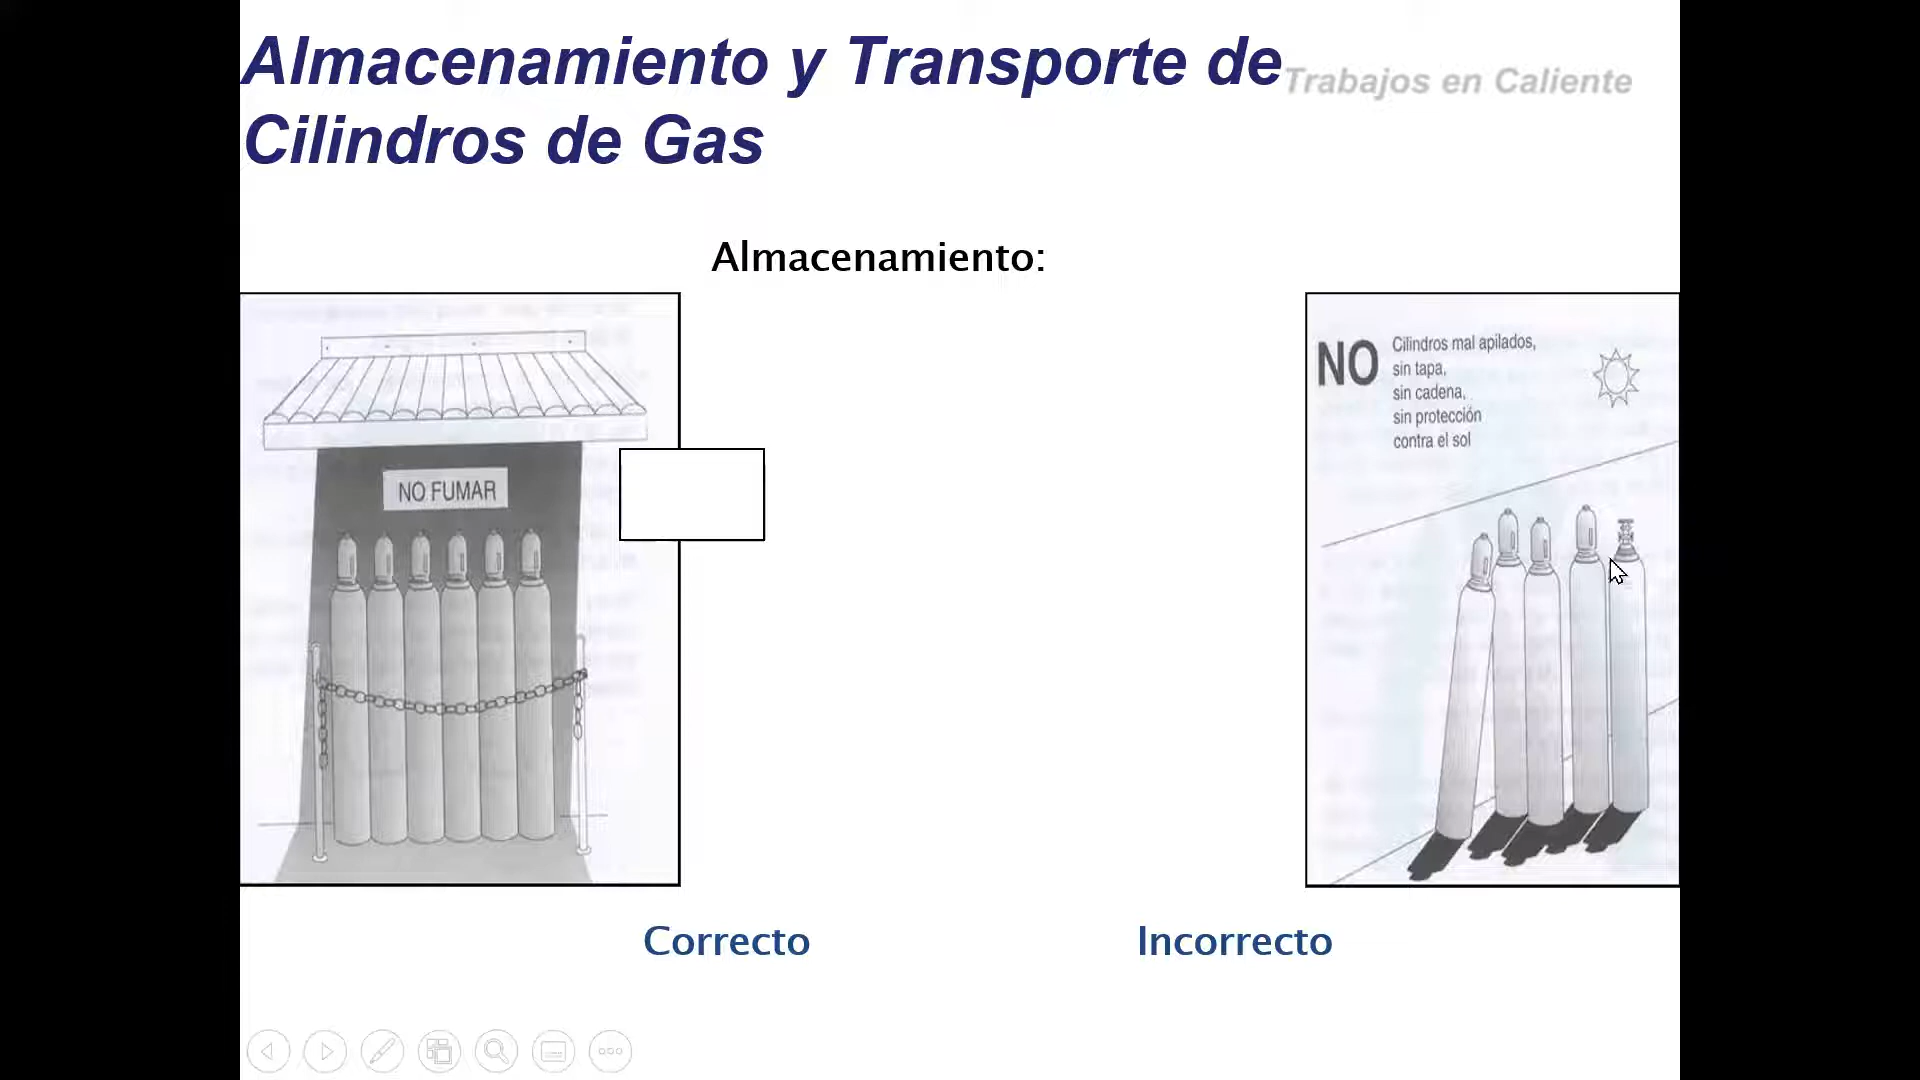 Almacenamiento y Transporte de
Cilindros de Gas
Trabajos en Caliente
Almacenamiento:
NO FUMAR
NO
Cilindros mal apilados,
sin tapa,
sin cadena,
sin protección
contra el sol
Correcto
Incorrecto